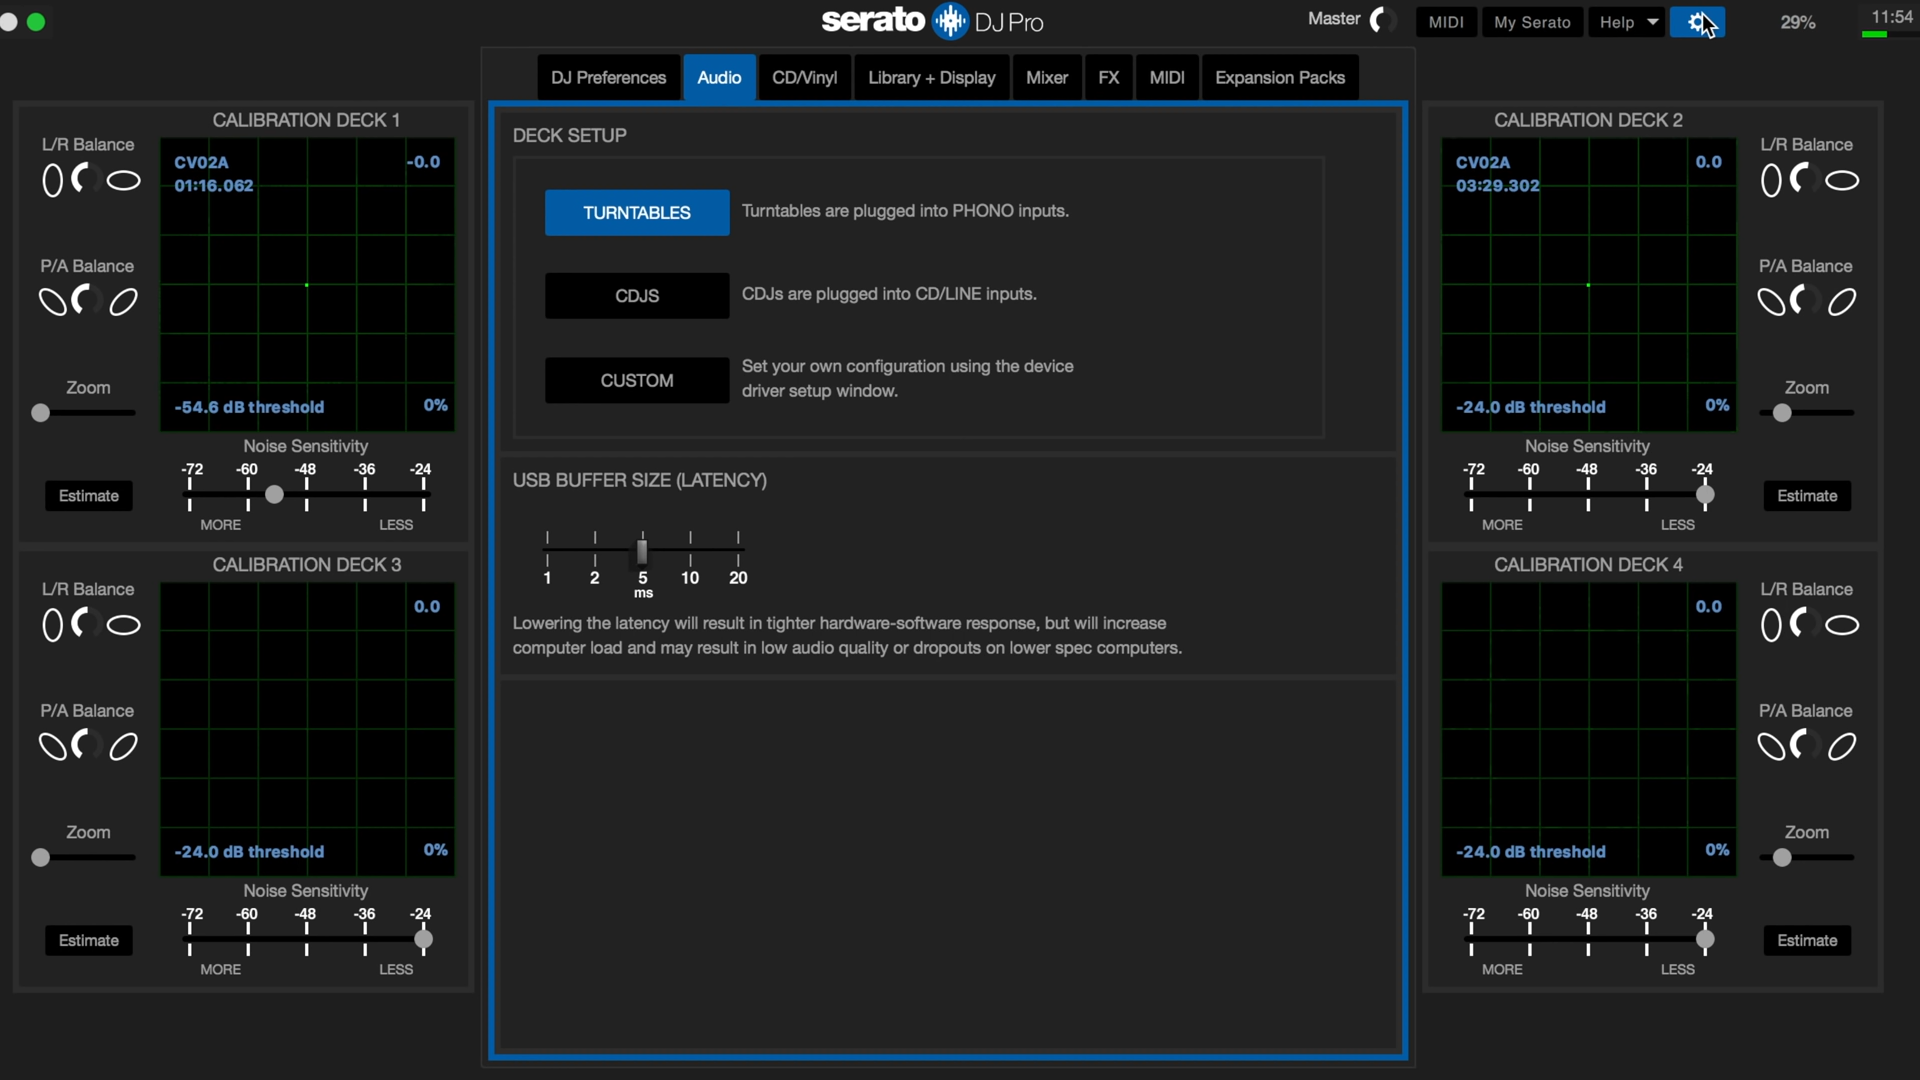 serato DJ Pro
Master
MIDI
My Serato
Help
29%
11:54
DJ Preferences
Audio
CD/Vinyl
Library + Display
Mixer
FX
MIDI
Expansion Packs
CALIBRATION DECK 1
L/R Balance
CV02A
-0.0
01:16.062
P/A Balance
Zoom
-54.6 dB threshold
0%
Noise Sensitivity
-72 -60 -48 -36 -24
Estimate
MORE LESS
CALIBRATION DECK 3
L/R Balance
0.0
P/A Balance
Zoom
-24.0 dB threshold
0%
Noise Sensitivity
-72 -60 -48 -36 -24
Estimate
MORE LESS
DECK SETUP
TURNTABLES
Turntables are plugged into PHONO inputs.
CDJS
CDJs are plugged into CD/LINE inputs.
CUSTOM
Set your own configuration using the device
driver setup window.
USB BUFFER SIZE (LATENCY)
1 2 5 10 20
ms
Lowering the latency will result in tighter hardware-software response, but will increase
computer load and may result in low audio quality or dropouts on lower spec computers.
CALIBRATION DECK 2
L/R Balance
CV02A
0.0
03:29.302
P/A Balance
Zoom
-24.0 dB threshold
0%
Noise Sensitivity
-72 -60 -48 -36 -24
Estimate
MORE LESS
CALIBRATION DECK 4
L/R Balance
0.0
P/A Balance
Zoom
-24.0 dB threshold
0%
Noise Sensitivity
-72 -60 -48 -36 -24
Estimate
MORE LESS